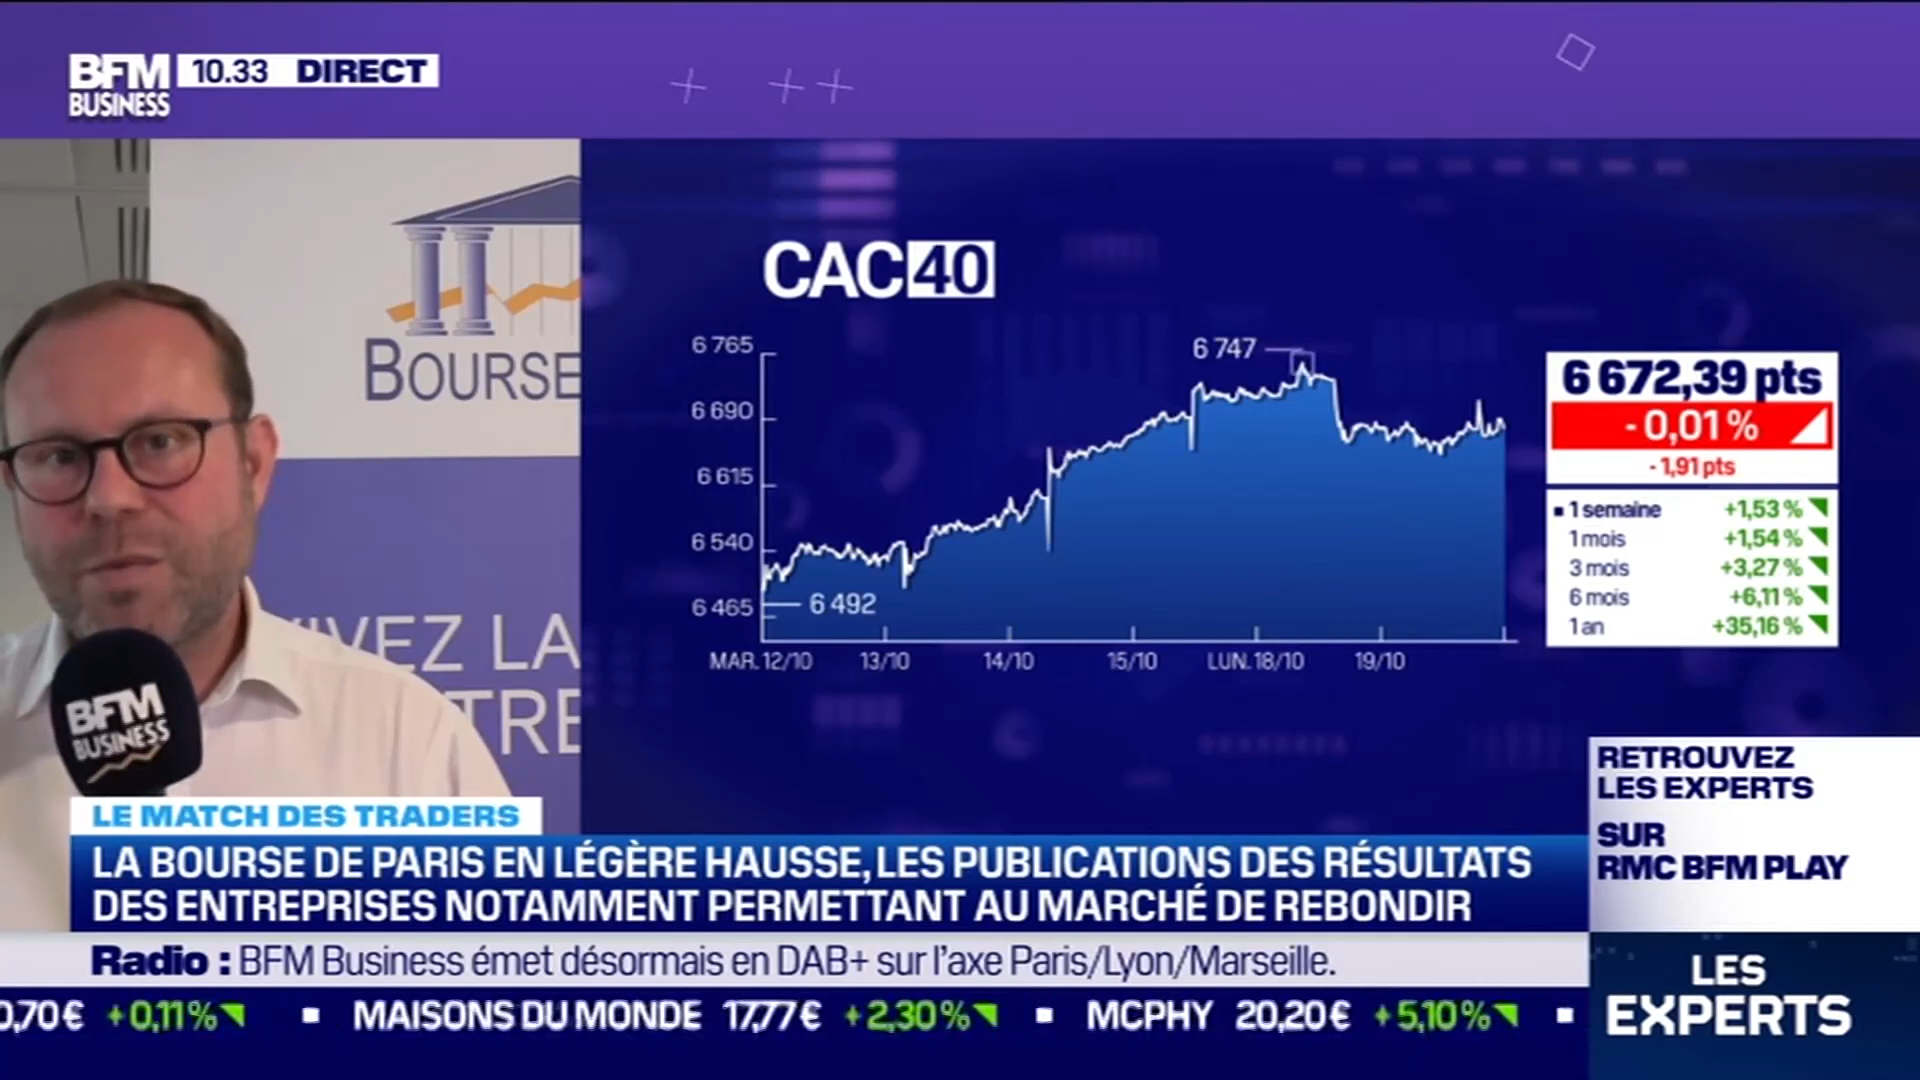 BFM
BUSINESS
10.33 DIRECT
BOURSE
VEZ LA
TRE
BFM
BUSINESS
CAC40
6 765
6 690
6 615
6 540
6 465
6 747
6 492
MAR.12/10 13/10 14/10 15/10 LUN.18/10 19/10
6 672,39 pts
- 0,01 %
- 1,91 pts
1 semaine +1,53 %
1 mois +1,54 %
3 mois +3,27 %
6 mois +6,11 %
1 an +35,16 %
LE MATCH DES TRADERS
LA BOURSE DE PARIS EN LÉGÈRE HAUSSE, LES PUBLICATIONS DES RÉSULTATS
DES ENTREPRISES NOTAMMENT PERMETTANT AU MARCHÉ DE REBONDIR
RETROUVEZ
LES EXPERTS
SUR
RMC BFM PLAY
Radio : BFM Business émet désormais en DAB+ sur l'axe Paris/Lyon/Marseille.
0,70 € +0,11 % MAISONS DU MONDE 17,77 € +2,30 % MCPHY 20,20 € +5,10 %
LES
EXPERTS